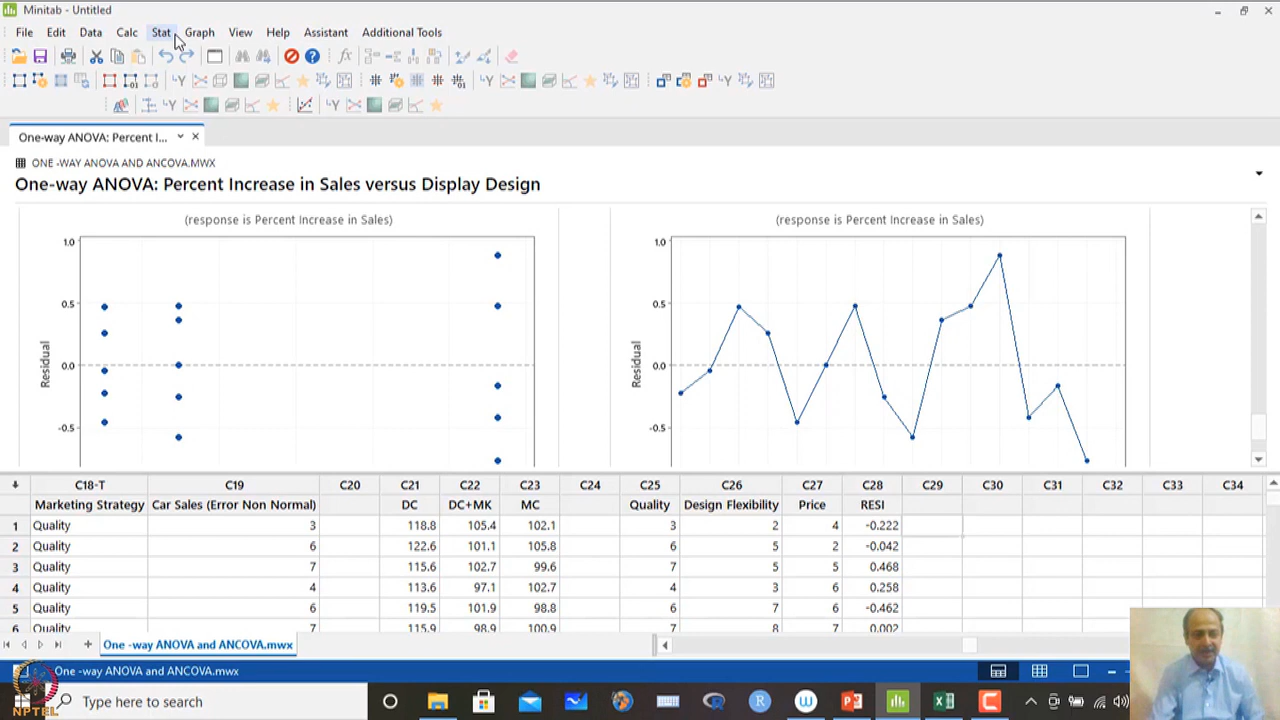 Minitab - Untitled
File Edit Data Calc Stat Graph View Help Assistant Additional Tools
One-way ANOVA: Percent I...
ONE -WAY ANOVA AND ANCOVA.MWX
One-way ANOVA: Percent Increase in Sales versus Display Design
(response is Percent Increase in Sales) (response is Percent Increase in Sales)
1.0 1.0
0.5 0.5
0.0 0.0
-0.5 -0.5
Residual Residual
C18-T C19 C20 C21 C22 C23 C24 C25 C26 C27 C28 C29 C30 C31 C32 C33 C34
Marketing Strategy Car Sales (Error Non Normal) DC DC+MK MC Quality Design Flexibility Price RESI
1 Quality 3 118.8 105.4 102.1 3 2 4 -0.222
2 Quality 6 122.6 101.1 105.8 6 5 2 -0.042
3 Quality 7 115.6 102.7 99.6 7 5 5 0.468
4 Quality 4 113.6 97.1 102.7 4 3 6 0.258
5 Quality 6 119.5 101.9 98.8 6 7 6 -0.462
6 Quality 7 115.9 98.9 100.9 7 8 7 0.002
One -way ANOVA and ANCOVA.mwx
One -way ANOVA and ANCOVA.mwx
Type here to search
NPTEL